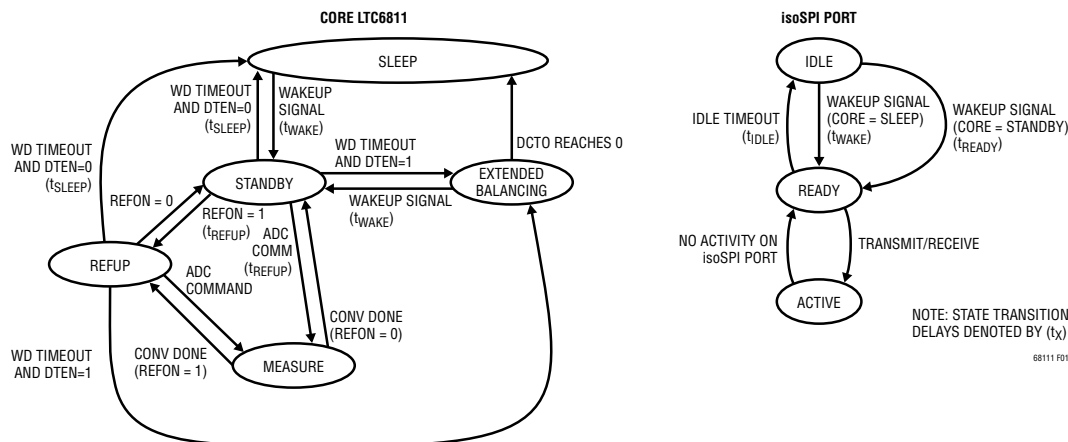 CORE LTC6811
isoSPI PORT
SLEEP
WD TIMEOUT
AND DTEN=0
(tSLEEP)
WAKEUP
SIGNAL
(tWAKE)
WD TIMEOUT
AND DTEN=0
(tSLEEP)
WD TIMEOUT
AND DTEN=1
DCTO REACHES 0
STANDBY
EXTENDED
BALANCING
WAKEUP SIGNAL
(tWAKE)
REFON = 0
REFON = 1
(tREFUP)
ADC
COMM
(tREFUP)
REFUP
ADC
COMMAND
CONV DONE
(REFON = 0)
CONV DONE
(REFON = 1)
MEASURE
WD TIMEOUT
AND DTEN=1
IDLE
IDLE TIMEOUT
(tIDLE)
WAKEUP SIGNAL
(CORE = SLEEP)
(tWAKE)
WAKEUP SIGNAL
(CORE = STANDBY)
(tREADY)
READY
NO ACTIVITY ON
isoSPI PORT
TRANSMIT/RECEIVE
ACTIVE
NOTE: STATE TRANSITION
DELAYS DENOTED BY (tX)
68111 F01